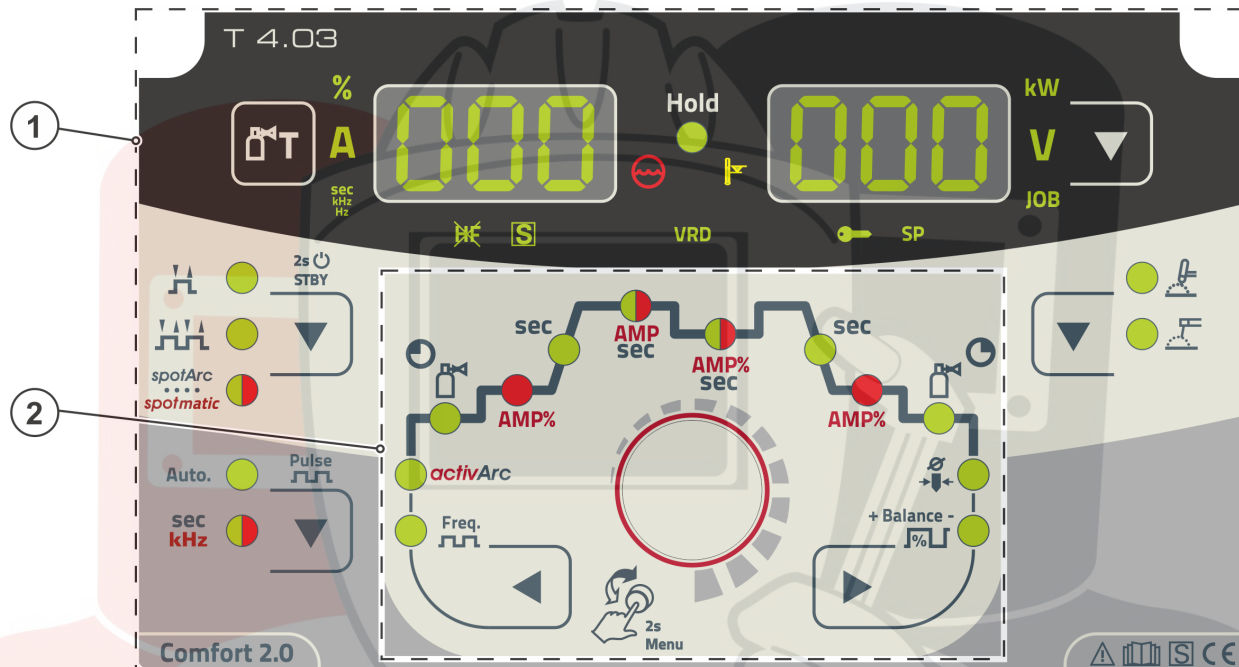 T 4.03
%
A
sec
kHz
Hz
T
000
Hold
000
kW
V
JOB
HF
S
VRD
SP
1
2s
STBY
spotArc
spotmatic
2
Auto.
Pulse
sec
kHz
sec
AMP
sec
AMP%
sec
sec
AMP%
AMP%
activArc
Freq.
+ Balance -
%
2s
Menu
Comfort 2.0
S CE